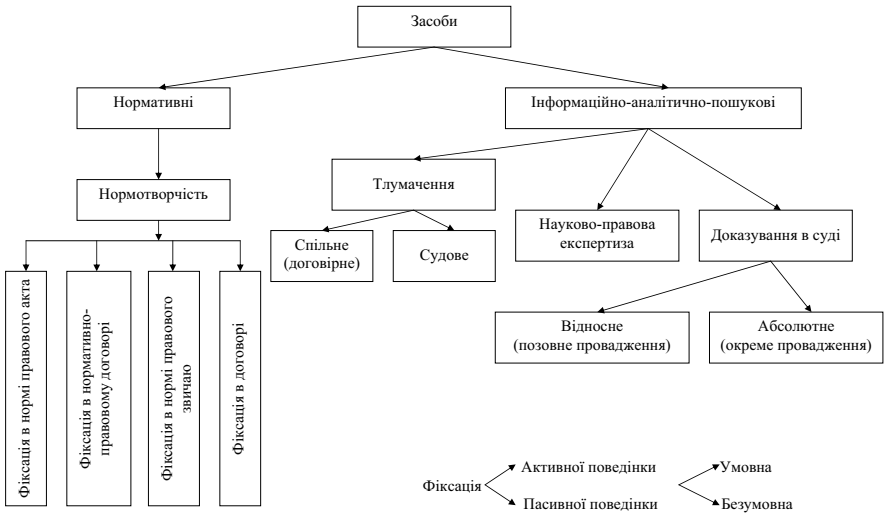 Засоби
Нормативні
Інформаційно-аналітично-пошукові
Нормотворчість
Тлумачення
Спільне
(договірне)
Судове
Науково-правова
експертиза
Доказування в суді
Відносне
(позовне провадження)
Абсолютне
(окреме провадження)
Фіксація в нормі правового акта
Фіксація в нормативно-
правовому договорі
Фіксація в нормі правового
звичаю
Фіксація в договорі
Фіксація
Активної поведінки
Пасивної поведінки
Умовна
Безумовна